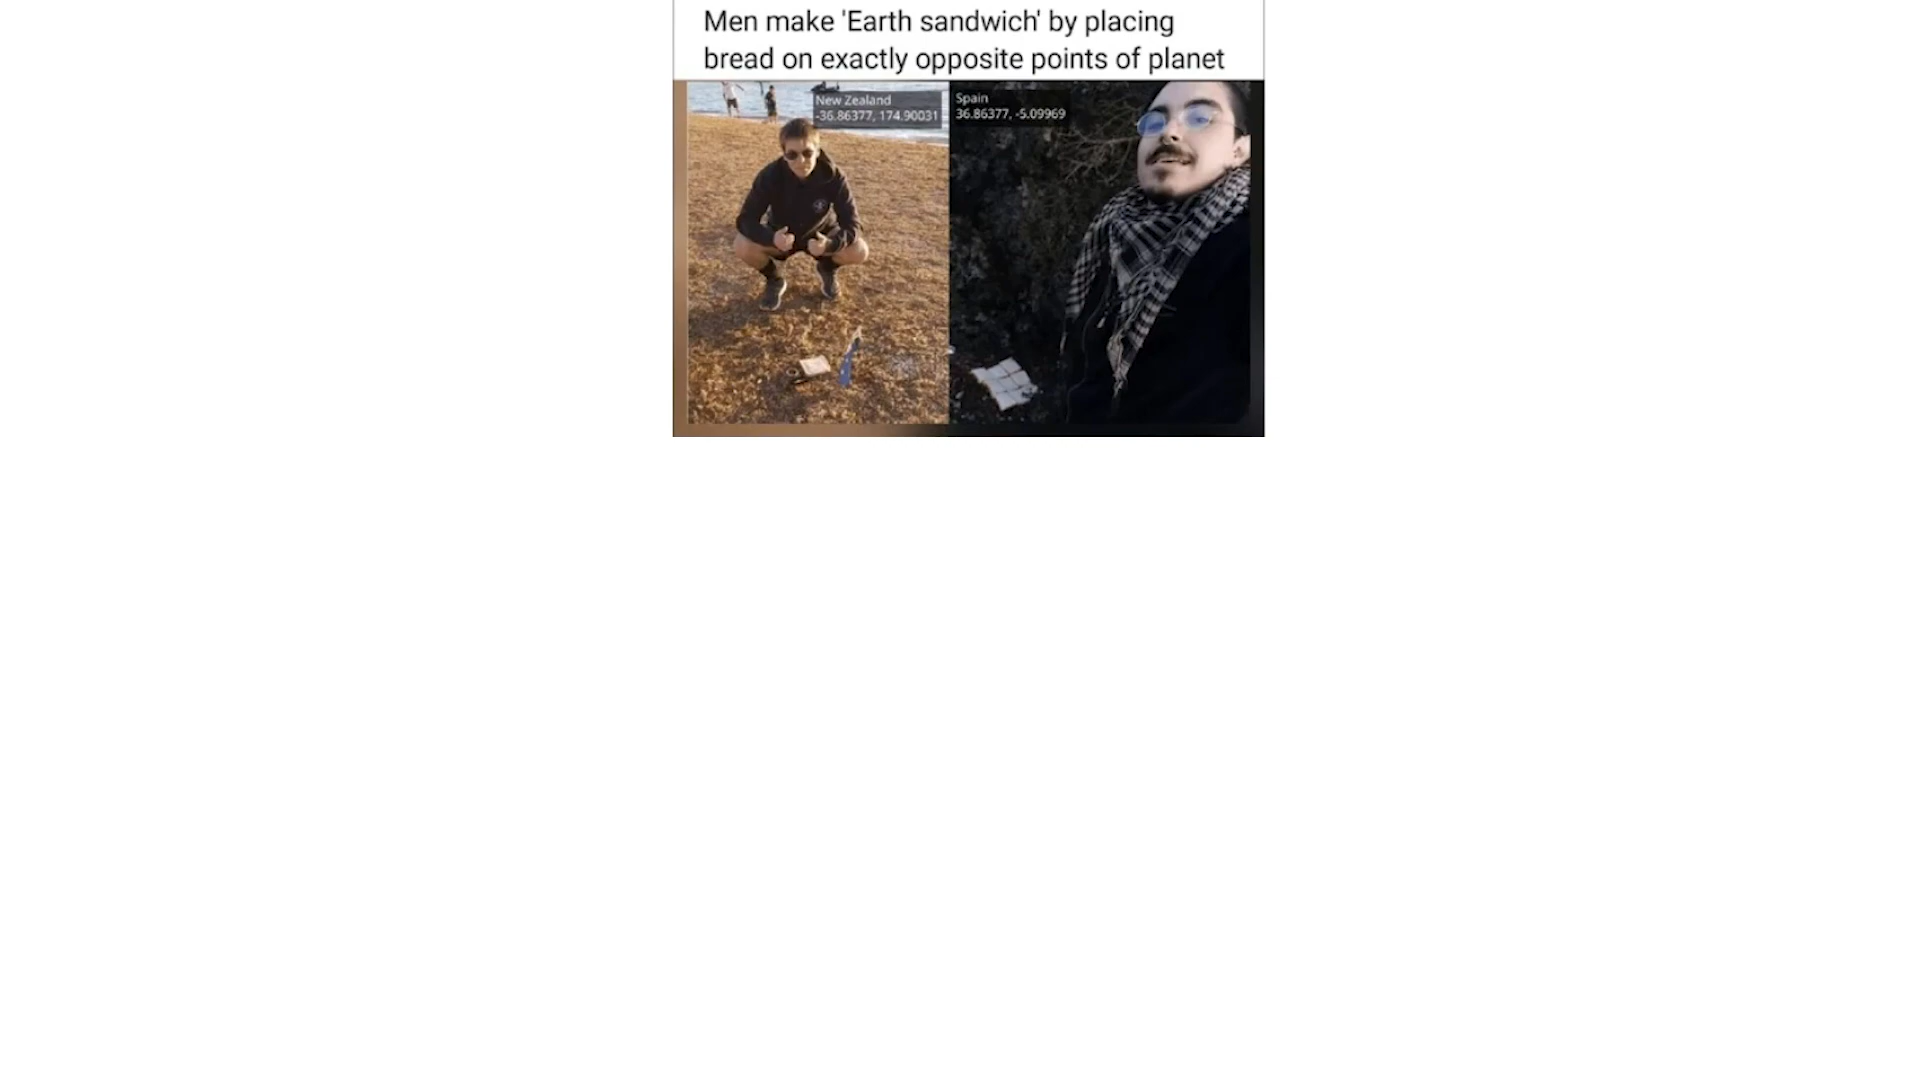 Men make 'Earth sandwich' by placing
bread on exactly opposite points of planet
New Zealand
-36.86377, 174.90031
Spain
36.86377, -5.09969